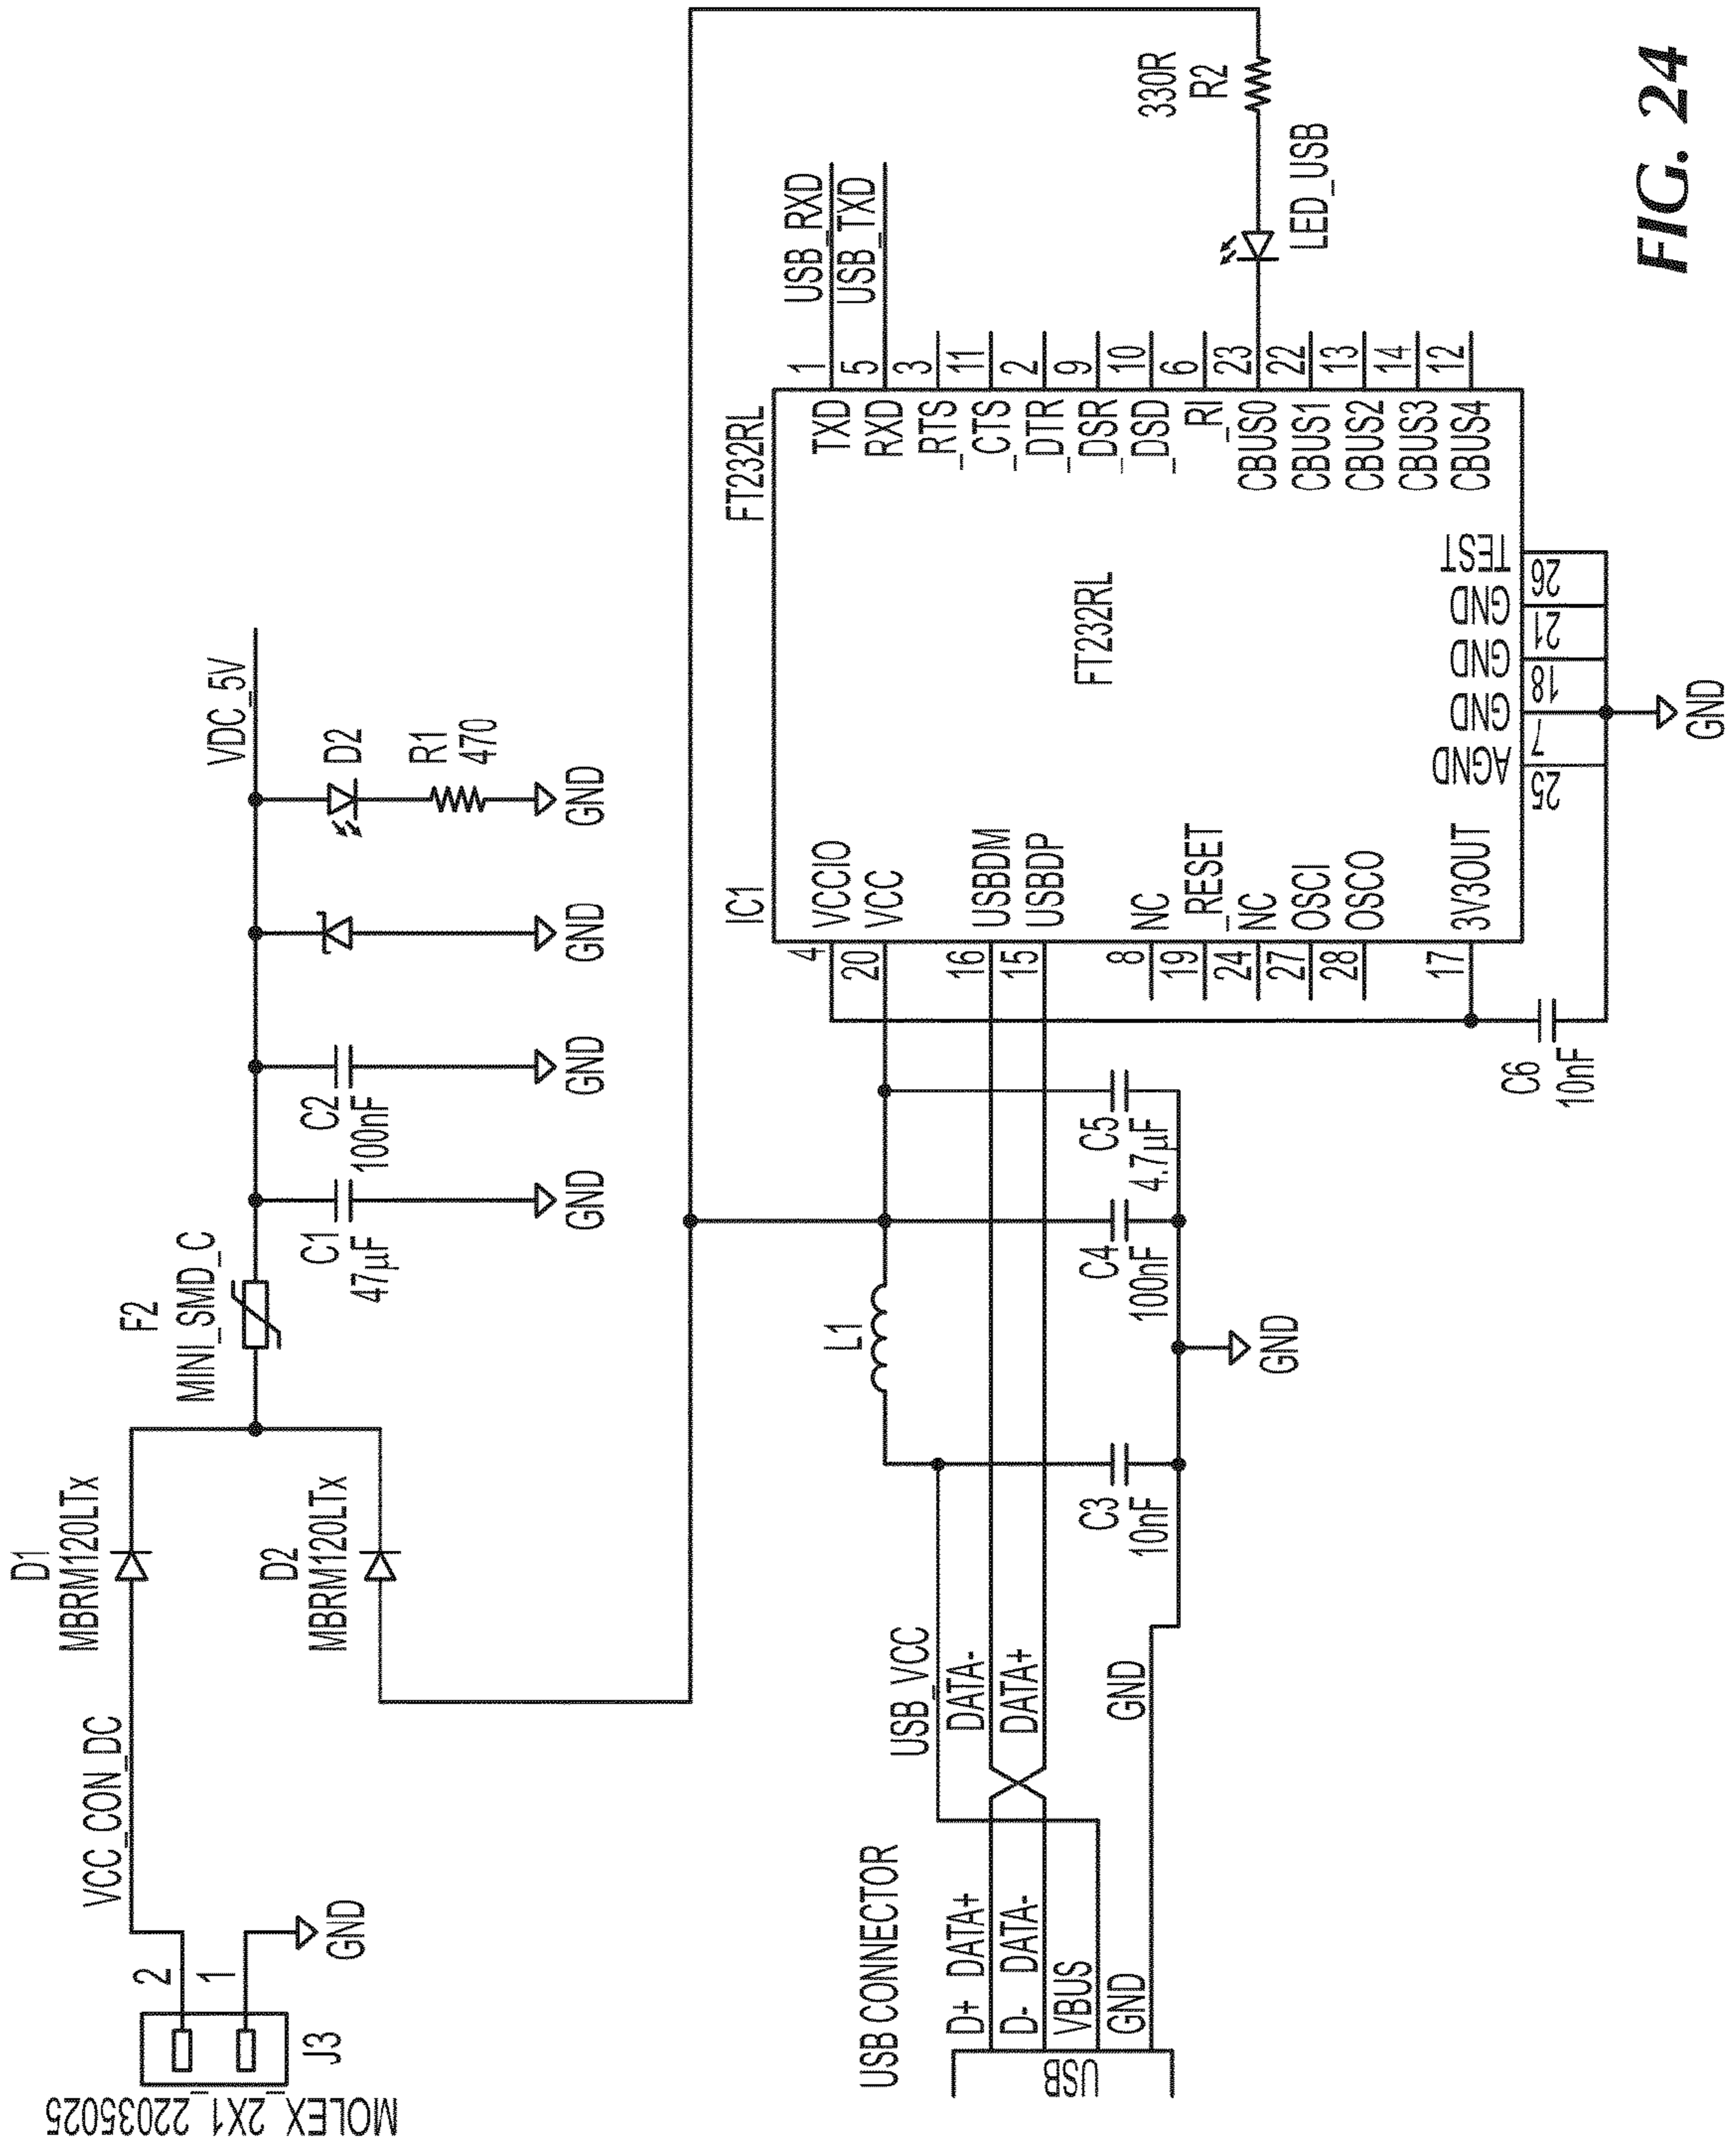 D1
MBRM120LTx
VCC_CON_DC
2
1
GND
J3
MOLEX_2X1_22035025
D2
MBRM120LTx
F2
MINI_SMD_C
C1
47µF
GND
C2
100nF
GND
GND
VDC_5V
D2
R1
470
GND
USB CONNECTOR
USB
D+ DATA+
D- DATA-
VBUS
GND
USB_VCC
DATA-
DATA+
GND
L1
C3
10nF
C4
100nF
C5
4.7µF
GND
IC1
FT232RL
FT232RL
4 VCCIO
20 VCC
16 USBDM
15 USBDP
8 NC
19 _RESET
24 NC
27 OSCI
28 OSCO
17 3V3OUT
C6
10nF
TXD 1
RXD 5
_RTS 3
_CTS 11
_DTR 2
_DSR 9
_DSD 10
_RI 6
CBUS0 23
CBUS1 22
CBUS2 13
CBUS3 14
CBUS4 12
AGND 25
GND 7
GND 18
GND 21
TEST 26
GND
USB_RXD
USB_TXD
LED_USB
330R
R2
FIG. 24